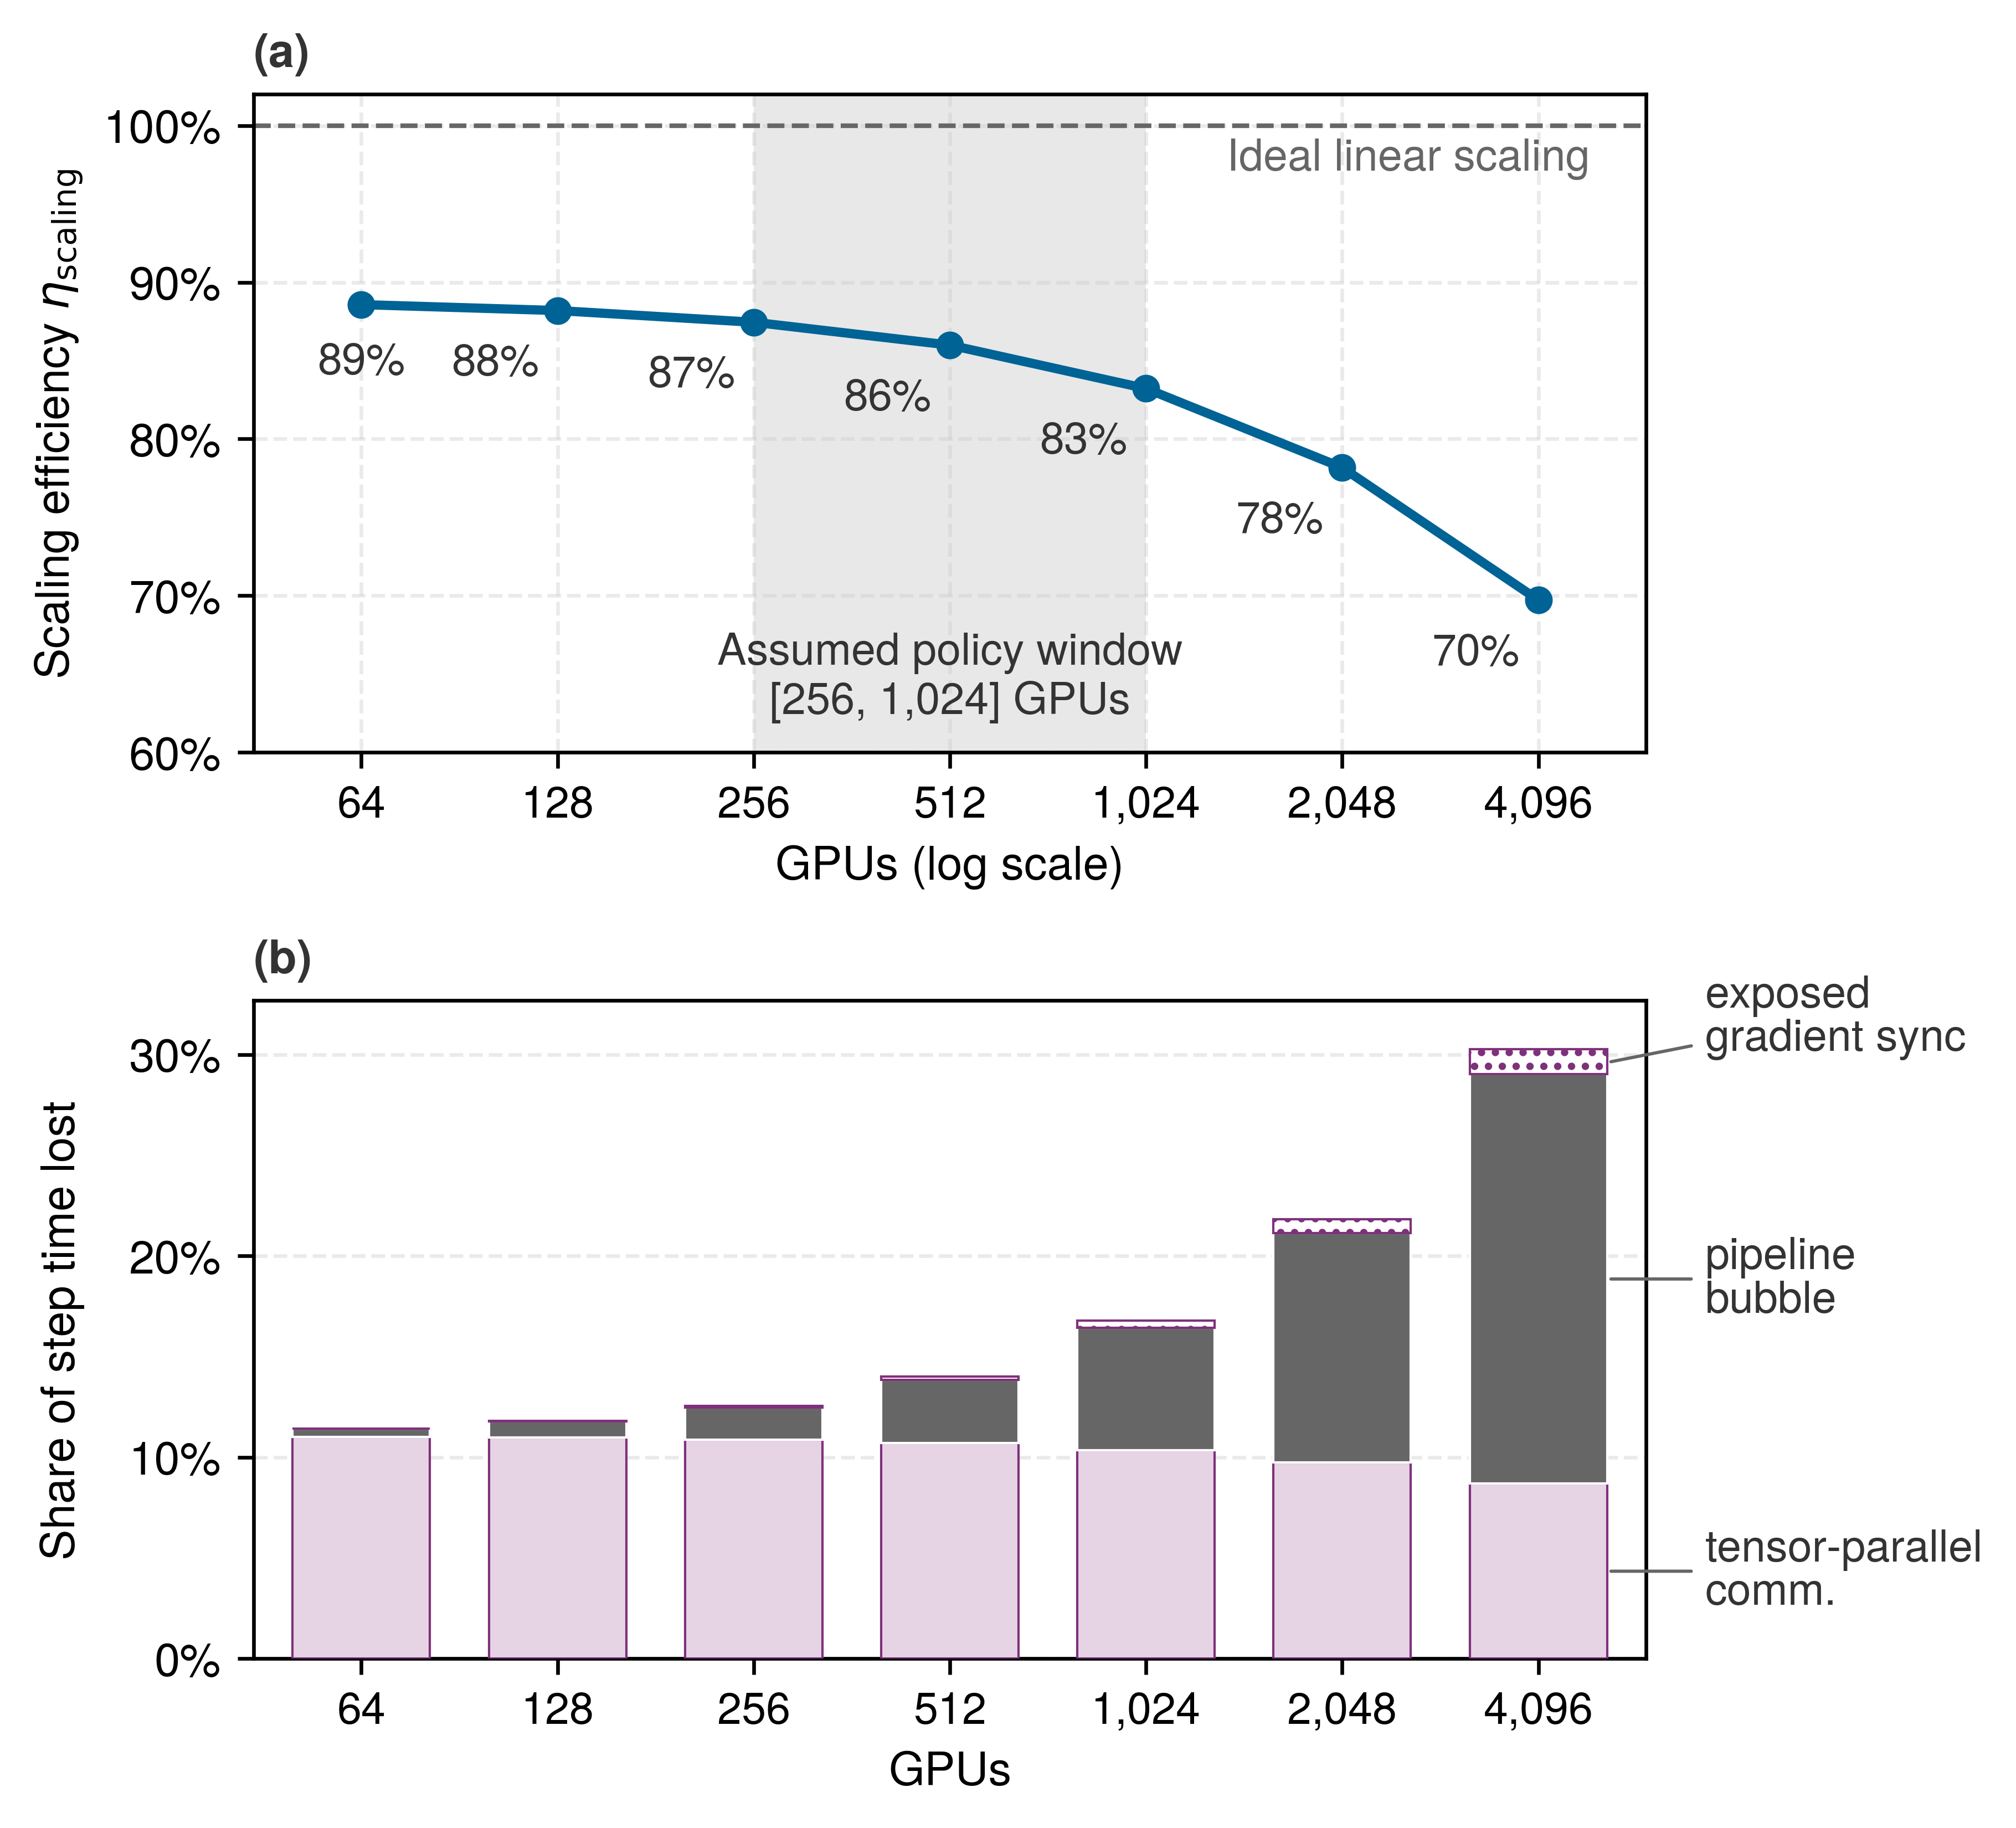 (a)
100%
90%
80%
70%
60%
Scaling efficiency ηscaling
Ideal linear scaling
89%
88%
87%
86%
83%
78%
70%
Assumed policy window
[256, 1,024] GPUs
64
128
256
512
1,024
2,048
4,096
GPUs (log scale)
(b)
30%
20%
10%
0%
Share of step time lost
exposed
gradient sync
pipeline
bubble
tensor-parallel
comm.
64
128
256
512
1,024
2,048
4,096
GPUs